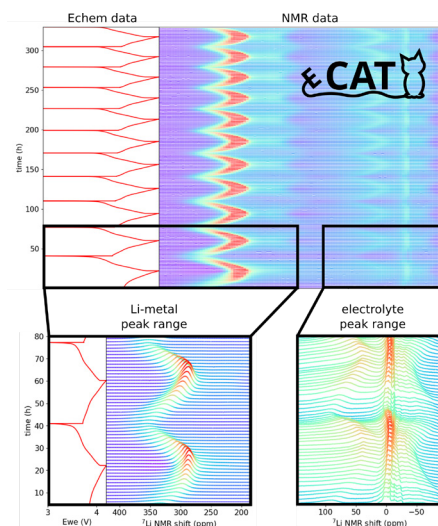 Echem data
NMR data
eCAT
time (h)
300
250
200
150
100
50
Li-metal
peak range
electrolyte
peak range
time (h)
80
70
60
50
40
30
20
10
3
4
400
350
300
250
200
100
50
0
−50
Ewe (V)
⁷Li NMR shift (ppm)
⁷Li NMR shift (ppm)